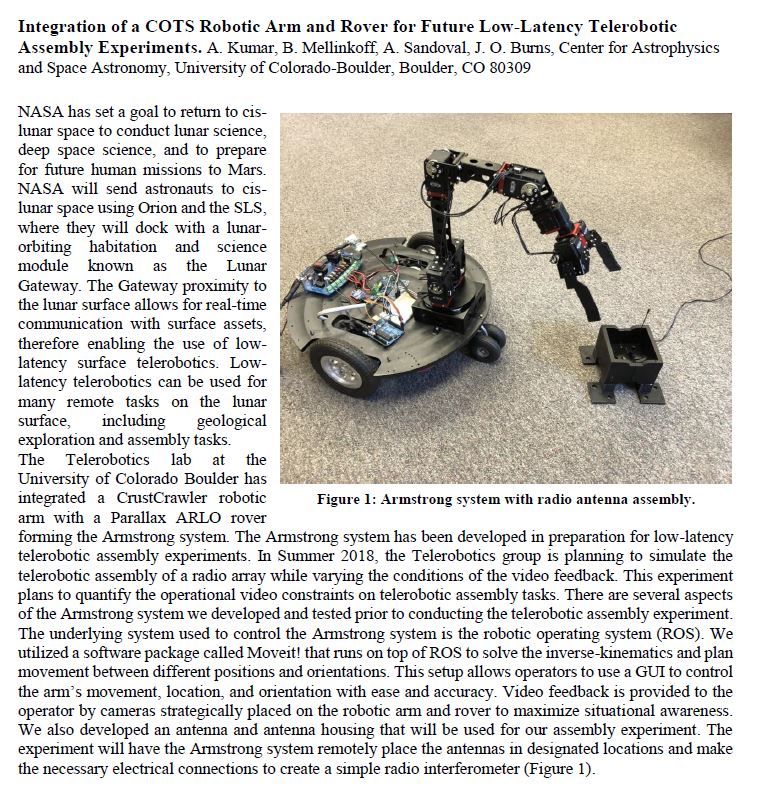 Integration of a COTS Robotic Arm and Rover for Future Low-Latency Telerobotic
Assembly Experiments. A. Kumar, B. Mellinkoff, A. Sandoval, J. O. Burns, Center for Astrophysics
and Space Astronomy, University of Colorado-Boulder, Boulder, CO 80309
NASA has set a goal to return to cis-
lunar space to conduct lunar science,
deep space science, and to prepare
for future human missions to Mars.
NASA will send astronauts to cis-
lunar space using Orion and the SLS,
where they will dock with a lunar-
orbiting habitation and science
module known as the Lunar
Gateway. The Gateway proximity to
the lunar surface allows for real-time
communication with surface assets,
therefore enabling the use of low-
latency surface telerobotics. Low-
latency telerobotics can be used for
many remote tasks on the lunar
surface, including geological
exploration and assembly tasks.
The Telerobotics lab at the
University of Colorado Boulder has
integrated a CrustCrawler robotic
arm with a Parallax ARLO rover
Figure 1: Armstrong system with radio antenna assembly.
forming the Armstrong system. The Armstrong system has been developed in preparation for low-latency
telerobotic assembly experiments. In Summer 2018, the Telerobotics group is planning to simulate the
telerobotic assembly of a radio array while varying the conditions of the video feedback. This experiment
plans to quantify the operational video constraints on telerobotic assembly tasks. There are several aspects
of the Armstrong system we developed and tested prior to conducting the telerobotic assembly experiment.
The underlying system used to control the Armstrong system is the robotic operating system (ROS). We
utilized a software package called Moveit! that runs on top of ROS to solve the inverse-kinematics and plan
movement between different positions and orientations. This setup allows operators to use a GUI to control
the arm's movement, location, and orientation with ease and accuracy. Video feedback is provided to the
operator by cameras strategically placed on the robotic arm and rover to maximize situational awareness.
We also developed an antenna and antenna housing that will be used for our assembly experiment. The
experiment will have the Armstrong system remotely place the antennas in designated locations and make
the necessary electrical connections to create a simple radio interferometer (Figure 1).